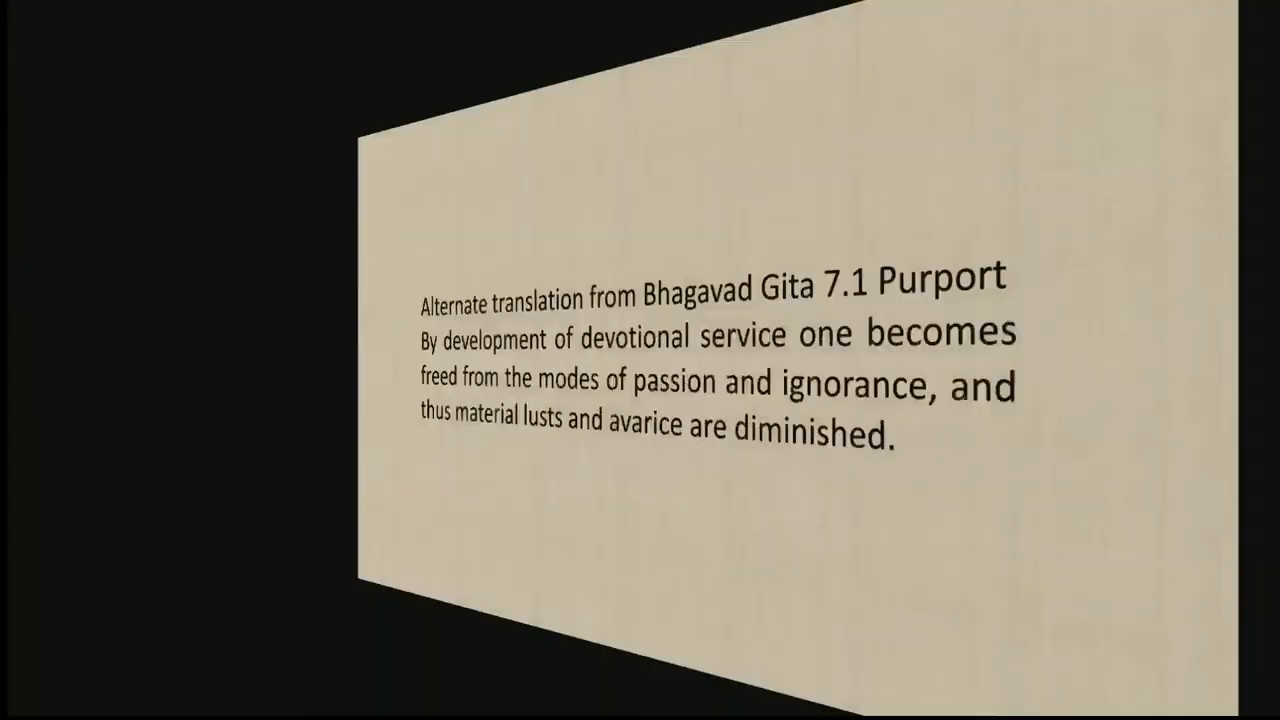 Alternate translation from Bhagavad Gita 7.1 Purport
By development of devotional service one becomes
freed from the modes of passion and ignorance, and
thus material lusts and avarice are diminished.